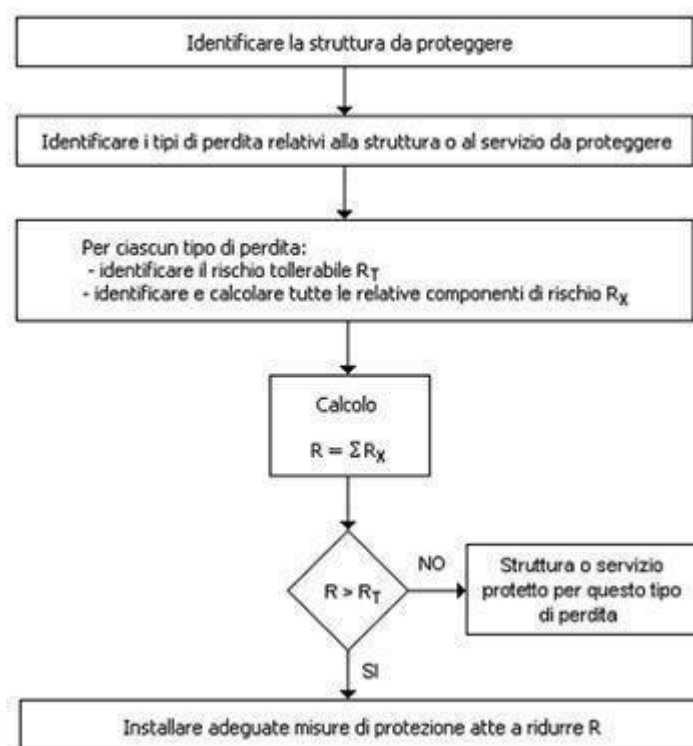 Identificare la struttura da proteggere
Identificare i tipi di perdita relativi alla struttura o al servizio da proteggere
Per ciascun tipo di perdita:
- identificare il rischio tollerabile RT
- identificare e calcolare tutte le relative componenti di rischio RX
Calcolo
R = ΣRX
R > RT
NO
Struttura o servizio
protetto per questo tipo
di perdita
SI
Installare adeguate misure di protezione atte a ridurre R